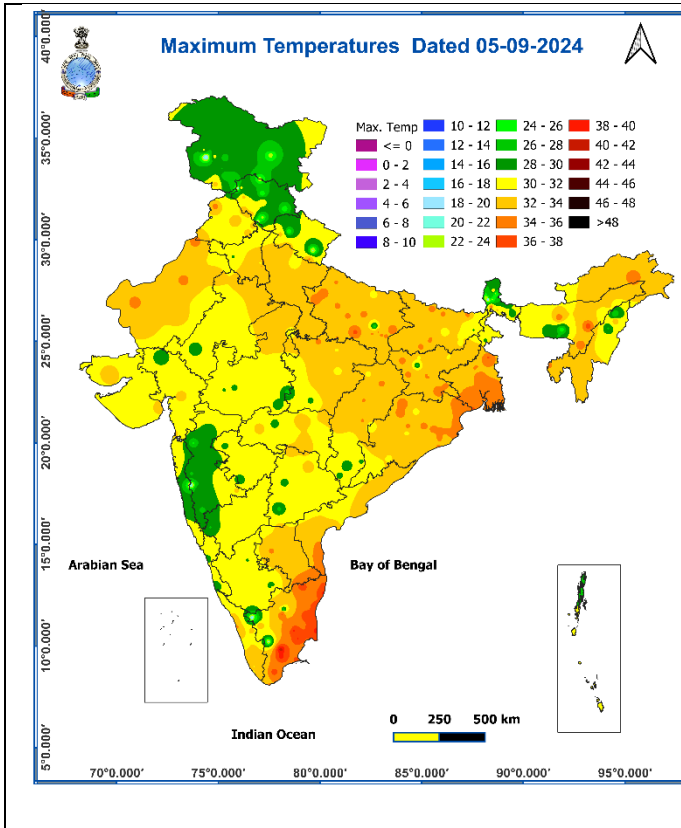 Maximum Temperatures Dated 05-09-2024
Max. Temp
<= 0
0 - 2
2 - 4
4 - 6
6 - 8
8 - 10
10 - 12
12 - 14
14 - 16
16 - 18
18 - 20
20 - 22
22 - 24
24 - 26
26 - 28
28 - 30
30 - 32
32 - 34
34 - 36
36 - 38
38 - 40
40 - 42
42 - 44
44 - 46
46 - 48
>48
40°0.000'
35°0.000'
30°0.000'
25°0.000'
20°0.000'
15°0.000'
10°0.000'
5°0.000'
Arabian Sea
Bay of Bengal
Indian Ocean
0 250 500 km
70°0.000' 75°0.000' 80°0.000' 85°0.000' 90°0.000' 95°0.000'